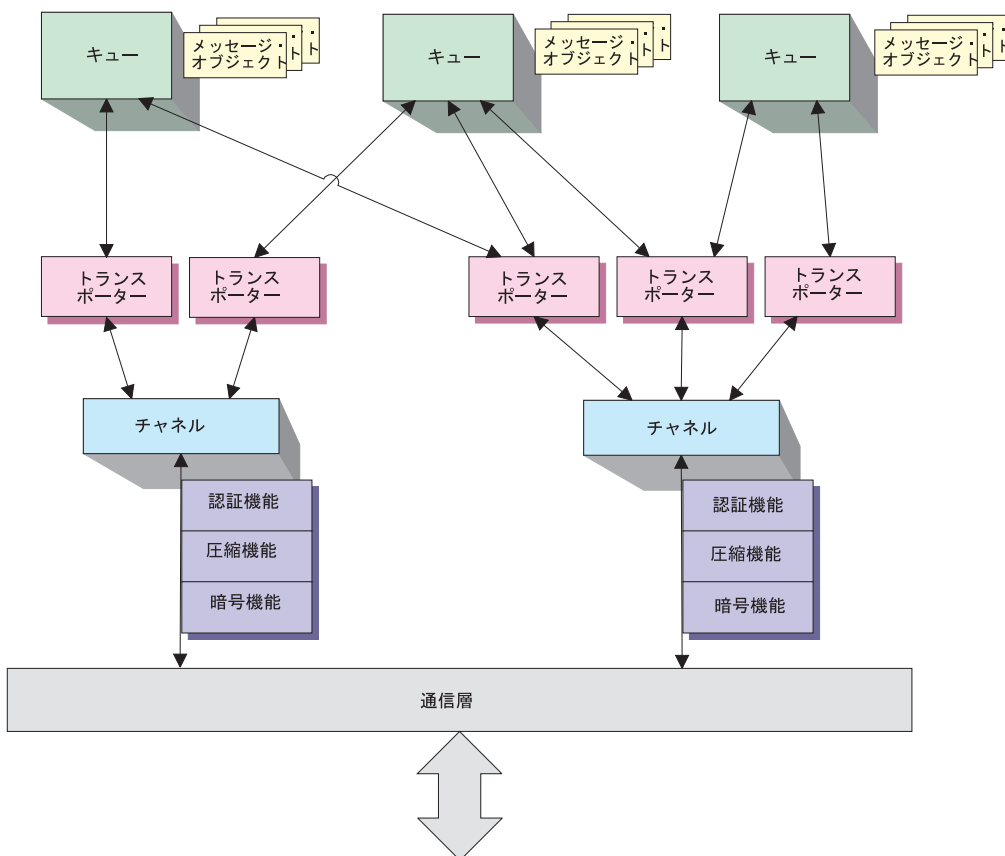 キュー
メッセージ・
オブジェクト
・
ト
・
ト
キュー
メッセージ・
オブジェクト
・
ト
・
ト
キュー
メッセージ・
オブジェクト
・
ト
・
ト
トランス
ポーター
トランス
ポーター
トランス
ポーター
トランス
ポーター
トランス
ポーター
チャネル
チャネル
認証機能
圧縮機能
暗号機能
認証機能
圧縮機能
暗号機能
通信層